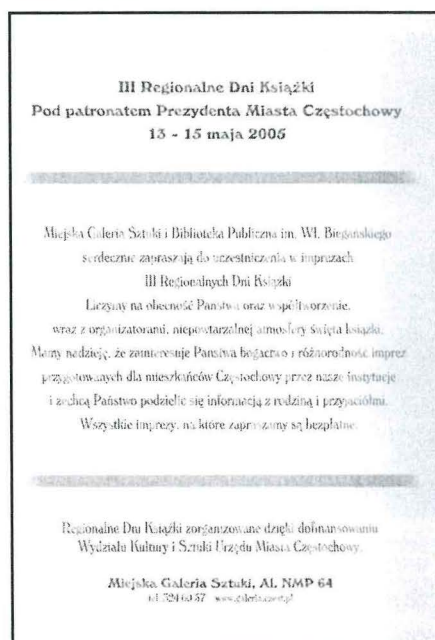 III Regionalne Dni Książki
Pod patronatem Prezydenta Miasta Częstochowy
13 - 15 maja 2005
Miejska Galeria Sztuki i Biblioteka Publiczna im. Wł. Biegańskiego
serdecznie zapraszają do uczestniczenia w imprezach
III Regionalnych Dni Książki
Liczymy na obecność Państwa oraz współtworzenie,
wraz z organizatorami, niepowtarzalnej atmosfery święta książki.
Mamy nadzieję, że zainteresuje Państwa bogactwo i różnorodność imprez
przygotowanych dla mieszkańców Częstochowy przez nasze instytucje
i zechcą Państwo podzielić się informacją z rodziną i przyjaciółmi.
Wszystkie imprezy, na które zapraszamy są bezpłatne.
Regionalne Dni Książki zorganizowane dzięki dofinansowaniu
Wydziału Kultury i Sztuki Urzędu Miasta Częstochowy.
Miejska Galeria Sztuki, Al. NMP 64
tel. 324 60 57